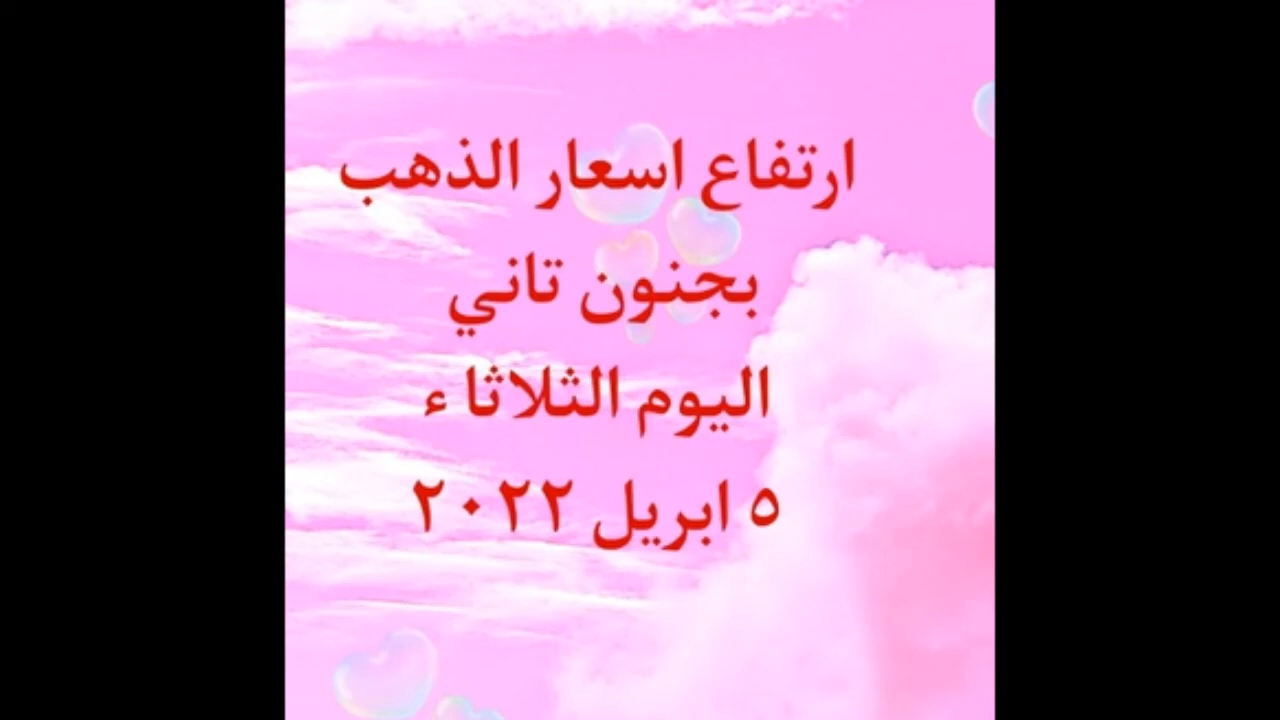 ارتفاع اسعار الذهب
بجنون تاني
اليوم الثلاثاء
٥ ابريل ٢٠٢٢